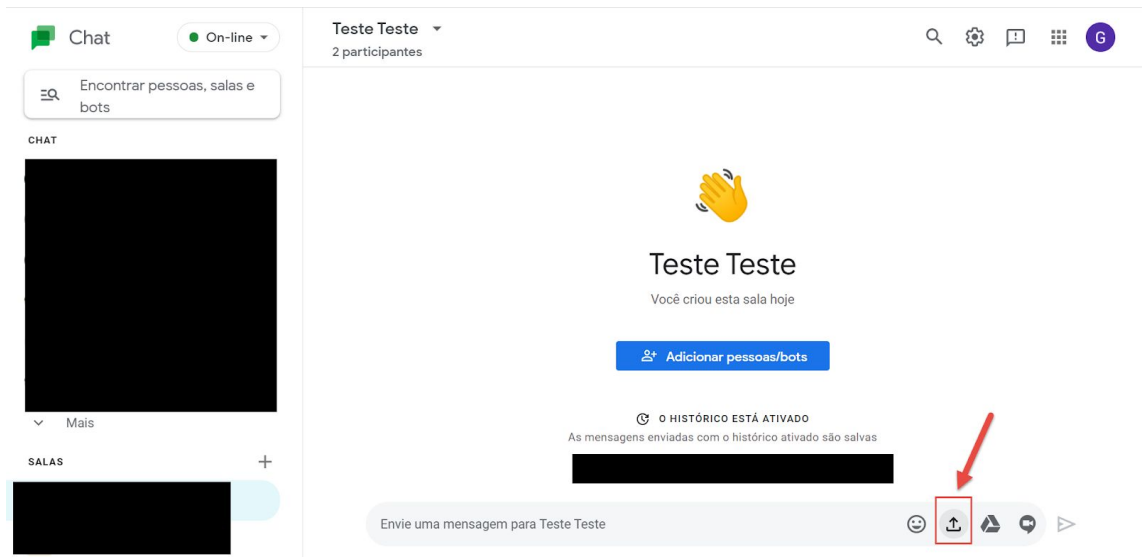 Chat
On-line
Teste Teste
2 participantes
G
Encontrar pessoas, salas e
bots
CHAT
Mais
SALAS
Teste Teste
Você criou esta sala hoje
Adicionar pessoas/bots
O HISTÓRICO ESTÁ ATIVADO
As mensagens enviadas com o histórico ativado são salvas
Envie uma mensagem para Teste Teste